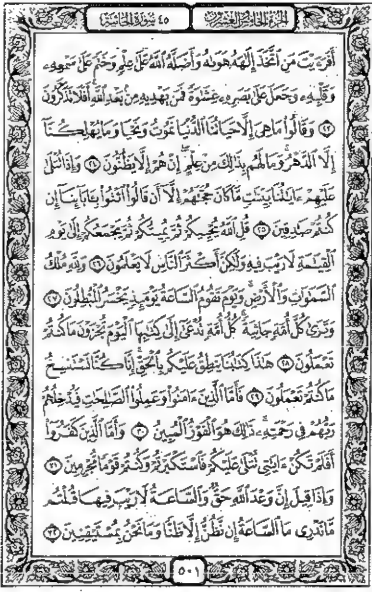 الجزء الخامس والعشرون ٤٥ سورة الجاثية
أَفَرَءَيْتَ مَنِ ٱتَّخَذَ إِلَٰهَهُۥ هَوَىٰهُ وَأَضَلَّهُ ٱللَّهُ عَلَىٰ عِلْمٍ وَخَتَمَ عَلَىٰ سَمْعِهِۦ
وَقَلْبِهِۦ وَجَعَلَ عَلَىٰ بَصَرِهِۦ غِشَٰوَةً فَمَن يَهْدِيهِ مِنۢ بَعْدِ ٱللَّهِ أَفَلَا تَذَكَّرُونَ
٢٣ وَقَالُوا۟ مَا هِىَ إِلَّا حَيَاتُنَا ٱلدُّنْيَا نَمُوتُ وَنَحْيَا وَمَا يُهْلِكُنَآ
إِلَّا ٱلدَّهْرُ ۚ وَمَا لَهُم بِذَٰلِكَ مِنْ عِلْمٍ ۖ إِنْ هُمْ إِلَّا يَظُنُّونَ ٢٤ وَإِذَا تُتْلَىٰ
عَلَيْهِمْ ءَايَٰتُنَا بَيِّنَٰتٍ مَّا كَانَ حُجَّتَهُمْ إِلَّآ أَن قَالُوا۟ ٱئْتُوا۟ بِـَٔابَآئِنَآ إِن
كُنتُمْ صَٰدِقِينَ ٢٥ قُلِ ٱللَّهُ يُحْيِيكُمْ ثُمَّ يُمِيتُكُمْ ثُمَّ يَجْمَعُكُمْ إِلَىٰ يَوْمِ
ٱلْقِيَٰمَةِ لَا رَيْبَ فِيهِ وَلَٰكِنَّ أَكْثَرَ ٱلنَّاسِ لَا يَعْلَمُونَ ٢٦ وَلِلَّهِ مُلْكُ
ٱلسَّمَٰوَٰتِ وَٱلْأَرْضِ ۚ وَيَوْمَ تَقُومُ ٱلسَّاعَةُ يَوْمَئِذٍ يَخْسَرُ ٱلْمُبْطِلُونَ ٢٧
وَتَرَىٰ كُلَّ أُمَّةٍ جَاثِيَةً ۚ كُلُّ أُمَّةٍ تُدْعَىٰٓ إِلَىٰ كِتَٰبِهَا ٱلْيَوْمَ تُجْزَوْنَ مَا كُنتُمْ
تَعْمَلُونَ ٢٨ هَٰذَا كِتَٰبُنَا يَنطِقُ عَلَيْكُم بِٱلْحَقِّ ۚ إِنَّا كُنَّا نَسْتَنسِخُ
مَا كُنتُمْ تَعْمَلُونَ ٢٩ فَأَمَّا ٱلَّذِينَ ءَامَنُوا۟ وَعَمِلُوا۟ ٱلصَّٰلِحَٰتِ فَيُدْخِلُهُمْ
رَبُّهُمْ فِى رَحْمَتِهِۦ ۚ ذَٰلِكَ هُوَ ٱلْفَوْزُ ٱلْمُبِينُ ٣٠ وَأَمَّا ٱلَّذِينَ كَفَرُوٓا۟
أَفَلَمْ تَكُنْ ءَايَٰتِى تُتْلَىٰ عَلَيْكُمْ فَٱسْتَكْبَرْتُمْ وَكُنتُمْ قَوْمًا مُّجْرِمِينَ ٣١
وَإِذَا قِيلَ إِنَّ وَعْدَ ٱللَّهِ حَقٌّ وَٱلسَّاعَةُ لَا رَيْبَ فِيهَا قُلْتُم
مَّا نَدْرِى مَا ٱلسَّاعَةُ إِن نَّظُنُّ إِلَّا ظَنًّا وَمَا نَحْنُ بِمُسْتَيْقِنِينَ ٣٢
٥٠١